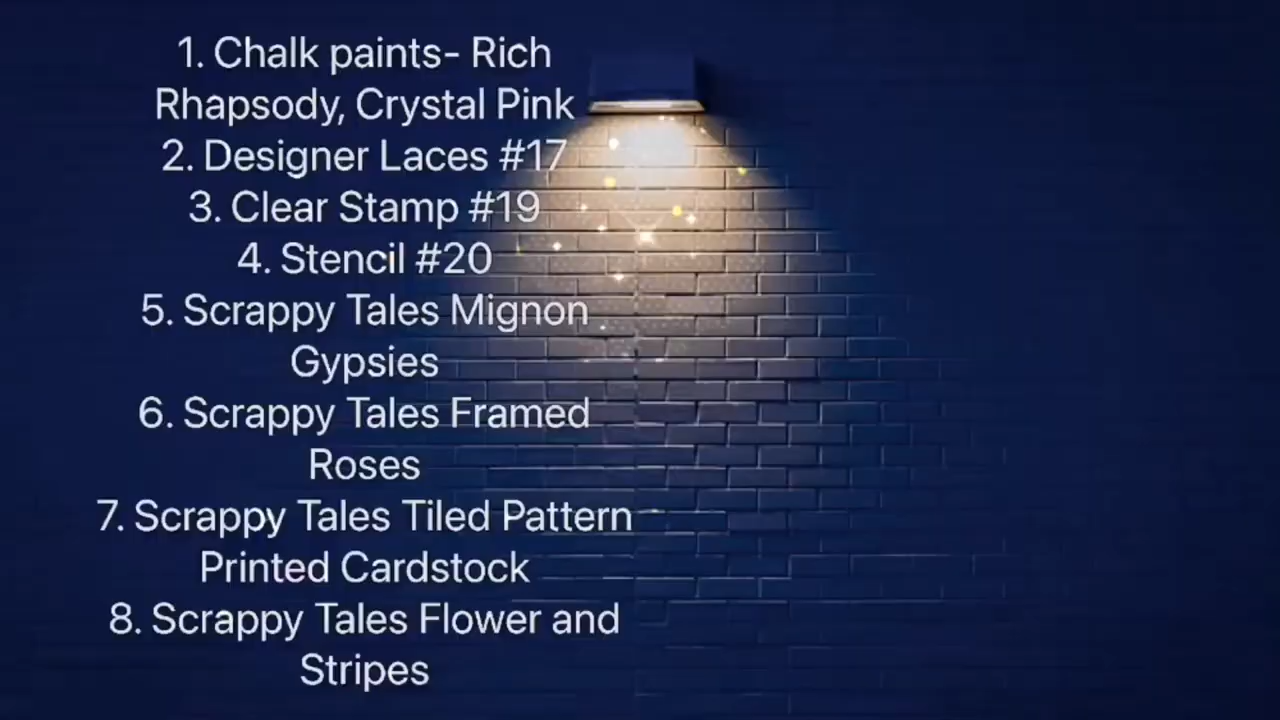 1. Chalk paints- Rich
Rhapsody, Crystal Pink
2. Designer Laces #17
3. Clear Stamp #19
4. Stencil #20
5. Scrappy Tales Mignon
Gypsies
6. Scrappy Tales Framed
Roses
7. Scrappy Tales Tiled Pattern
Printed Cardstock
8. Scrappy Tales Flower and
Stripes